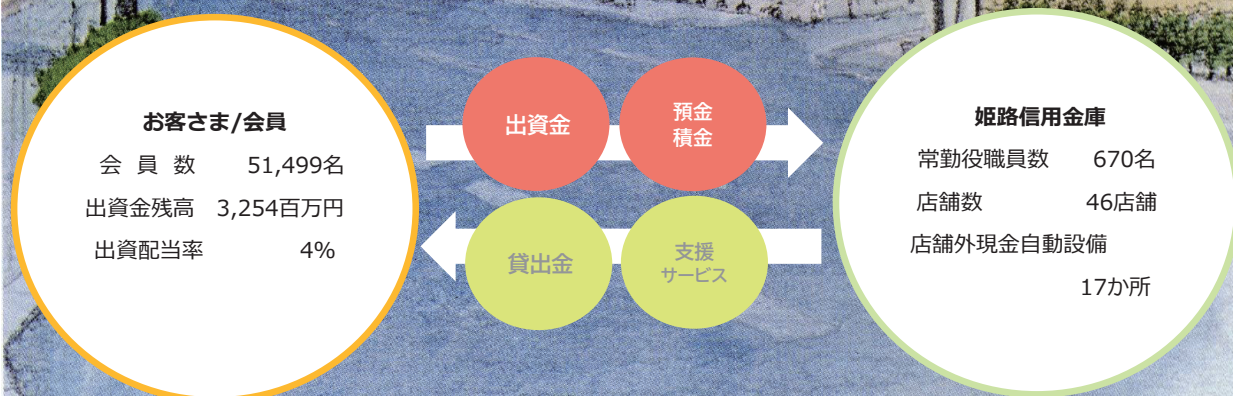 お客さま/会員
会 員 数 51,499名
出資金残高 3,254百万円
出資配当率 4%
出資金
預金
積金
貸出金
支援
サービス
姫路信用金庫
常勤役職員数 670名
店舗数 46店舗
店舗外現金自動設備
17か所